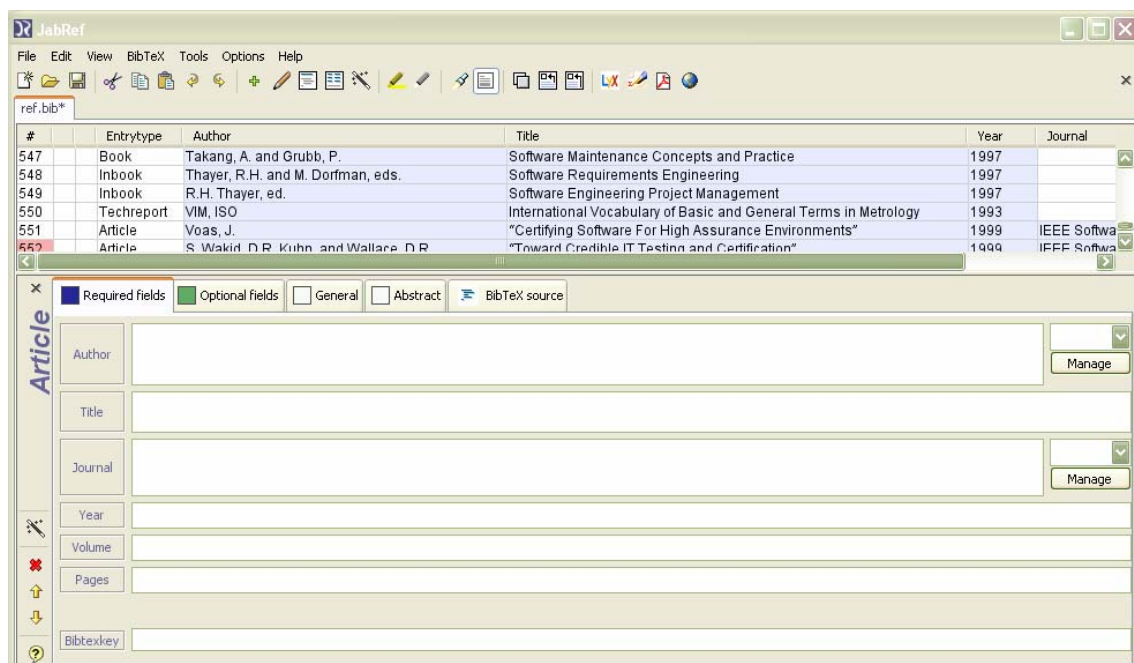 JabRef
File Edit View BibTeX Tools Options Help
ref.bib*
# Entrytype Author Title Year Journal
547 Book Takang, A. and Grubb, P. Software Maintenance Concepts and Practice 1997
548 Inbook Thayer, R.H. and M. Dorfman, eds. Software Requirements Engineering 1997
549 Inbook R.H. Thayer, ed. Software Engineering Project Management 1997
550 Techreport VIM, ISO International Vocabulary of Basic and General Terms in Metrology 1993
551 Article Voas, J. "Certifying Software For High Assurance Environments" 1999 IEEE Softwa
552 Article S. Wakid, D.R. Kuhn, and Wallace, D.R. "Toward Credible IT Testing and Certification" 1999 IEEE Softwa
Required fields Optional fields General Abstract BibTeX source
Article
Author
Manage
Title
Journal
Manage
Year
Volume
Pages
Bibtexkey